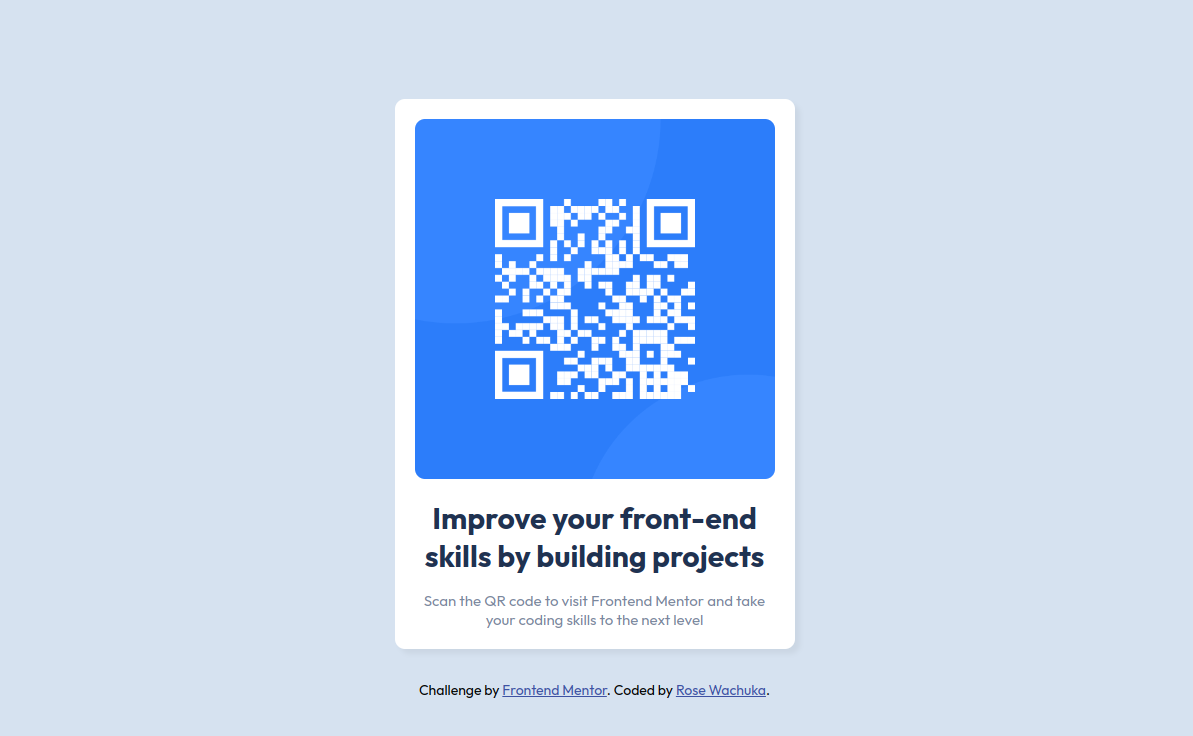 Improve your front-end
skills by building projects
Scan the QR code to visit Frontend Mentor and take
your coding skills to the next level
Challenge by Frontend Mentor. Coded by Rose Wachuka.